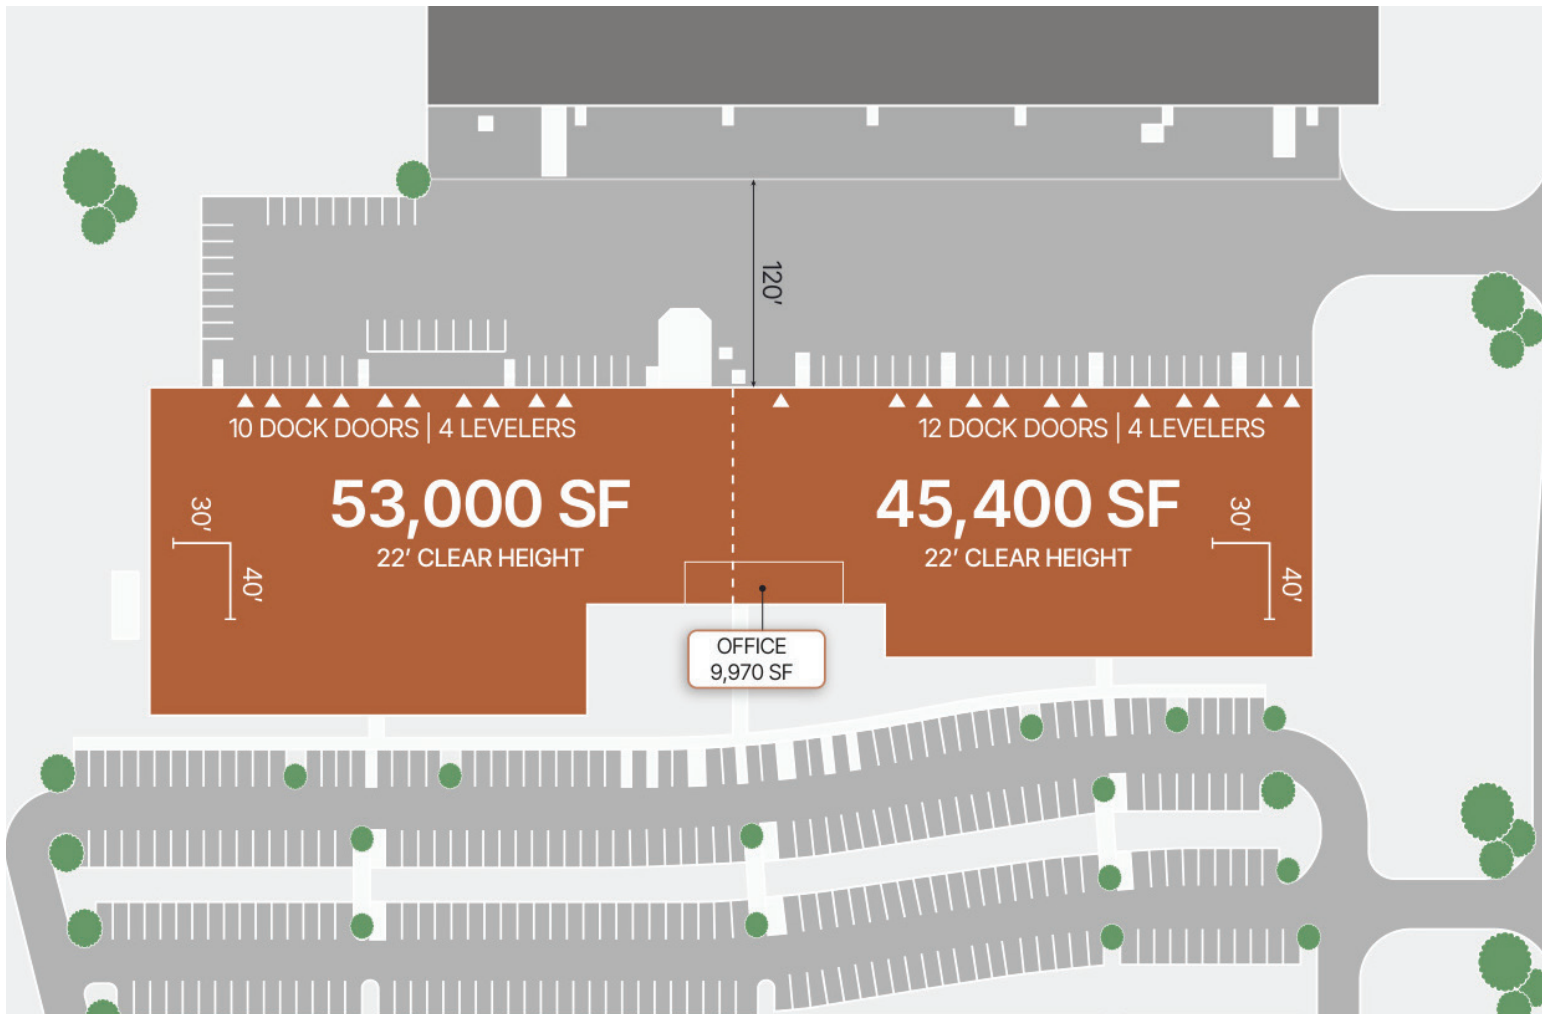 120'
10 DOCK DOORS | 4 LEVELERS
53,000 SF
22' CLEAR HEIGHT
30'
40'
12 DOCK DOORS | 4 LEVELERS
45,400 SF
22' CLEAR HEIGHT
30'
40'
OFFICE
9,970 SF